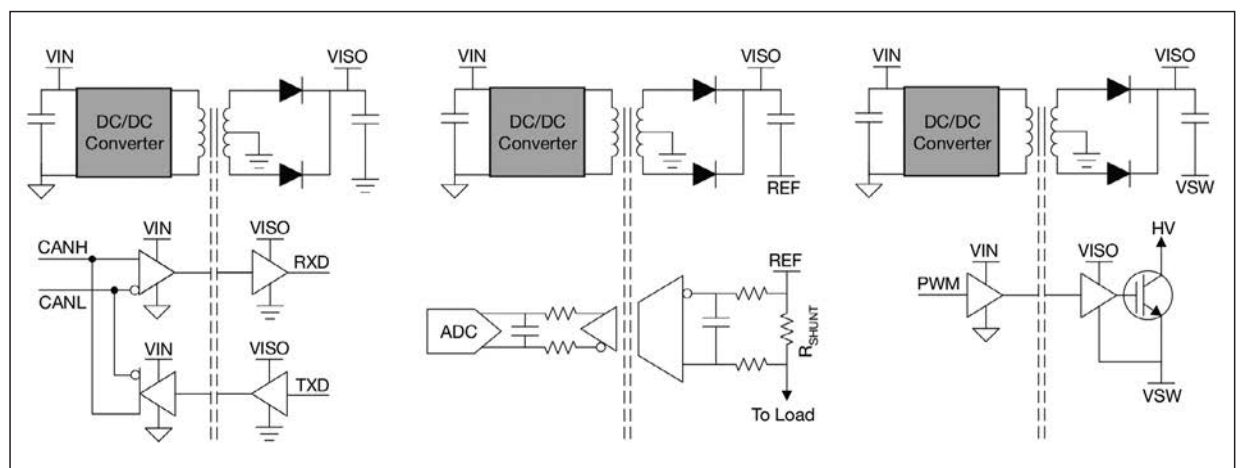 VIN
VISO
DC/DC
Converter
CANH
VIN
VISO
RXD
CANL
VIN
VISO
TXD
VIN
VISO
DC/DC
Converter
REF
REF
ADC
RSHUNT
To Load
VIN
VISO
DC/DC
Converter
VSW
HV
VIN
VISO
PWM
VSW